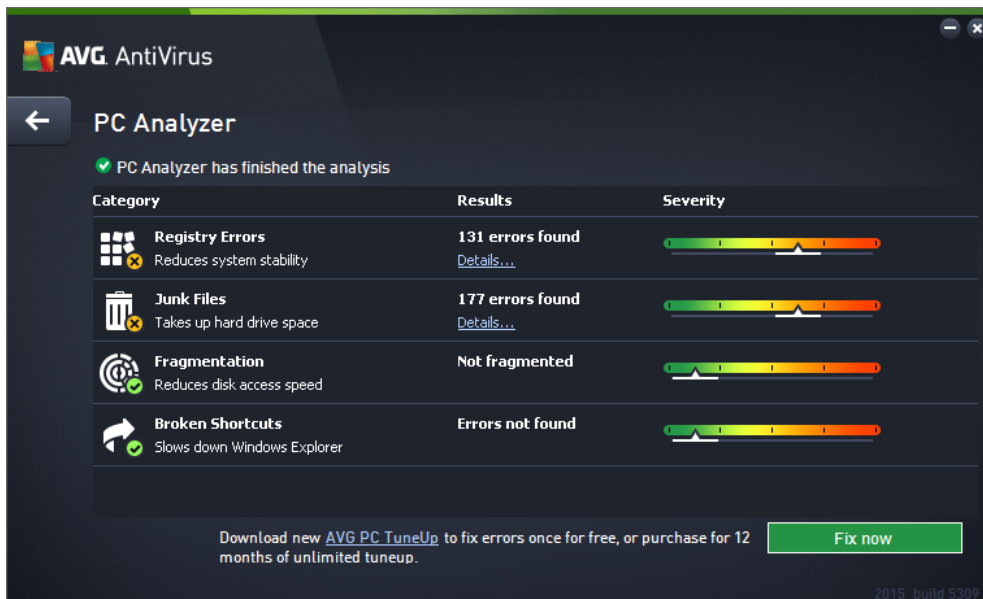 AVG. AntiVirus
PC Analyzer
PC Analyzer has finished the analysis
Category Results Severity
Registry Errors 131 errors found
Reduces system stability Details...
Junk Files 177 errors found
Takes up hard drive space Details...
Fragmentation Not fragmented
Reduces disk access speed
Broken Shortcuts Errors not found
Slows down Windows Explorer
Download new AVG PC TuneUp to fix errors once for free, or purchase for 12 Fix now
months of unlimited tuneup.
2015 build 5309